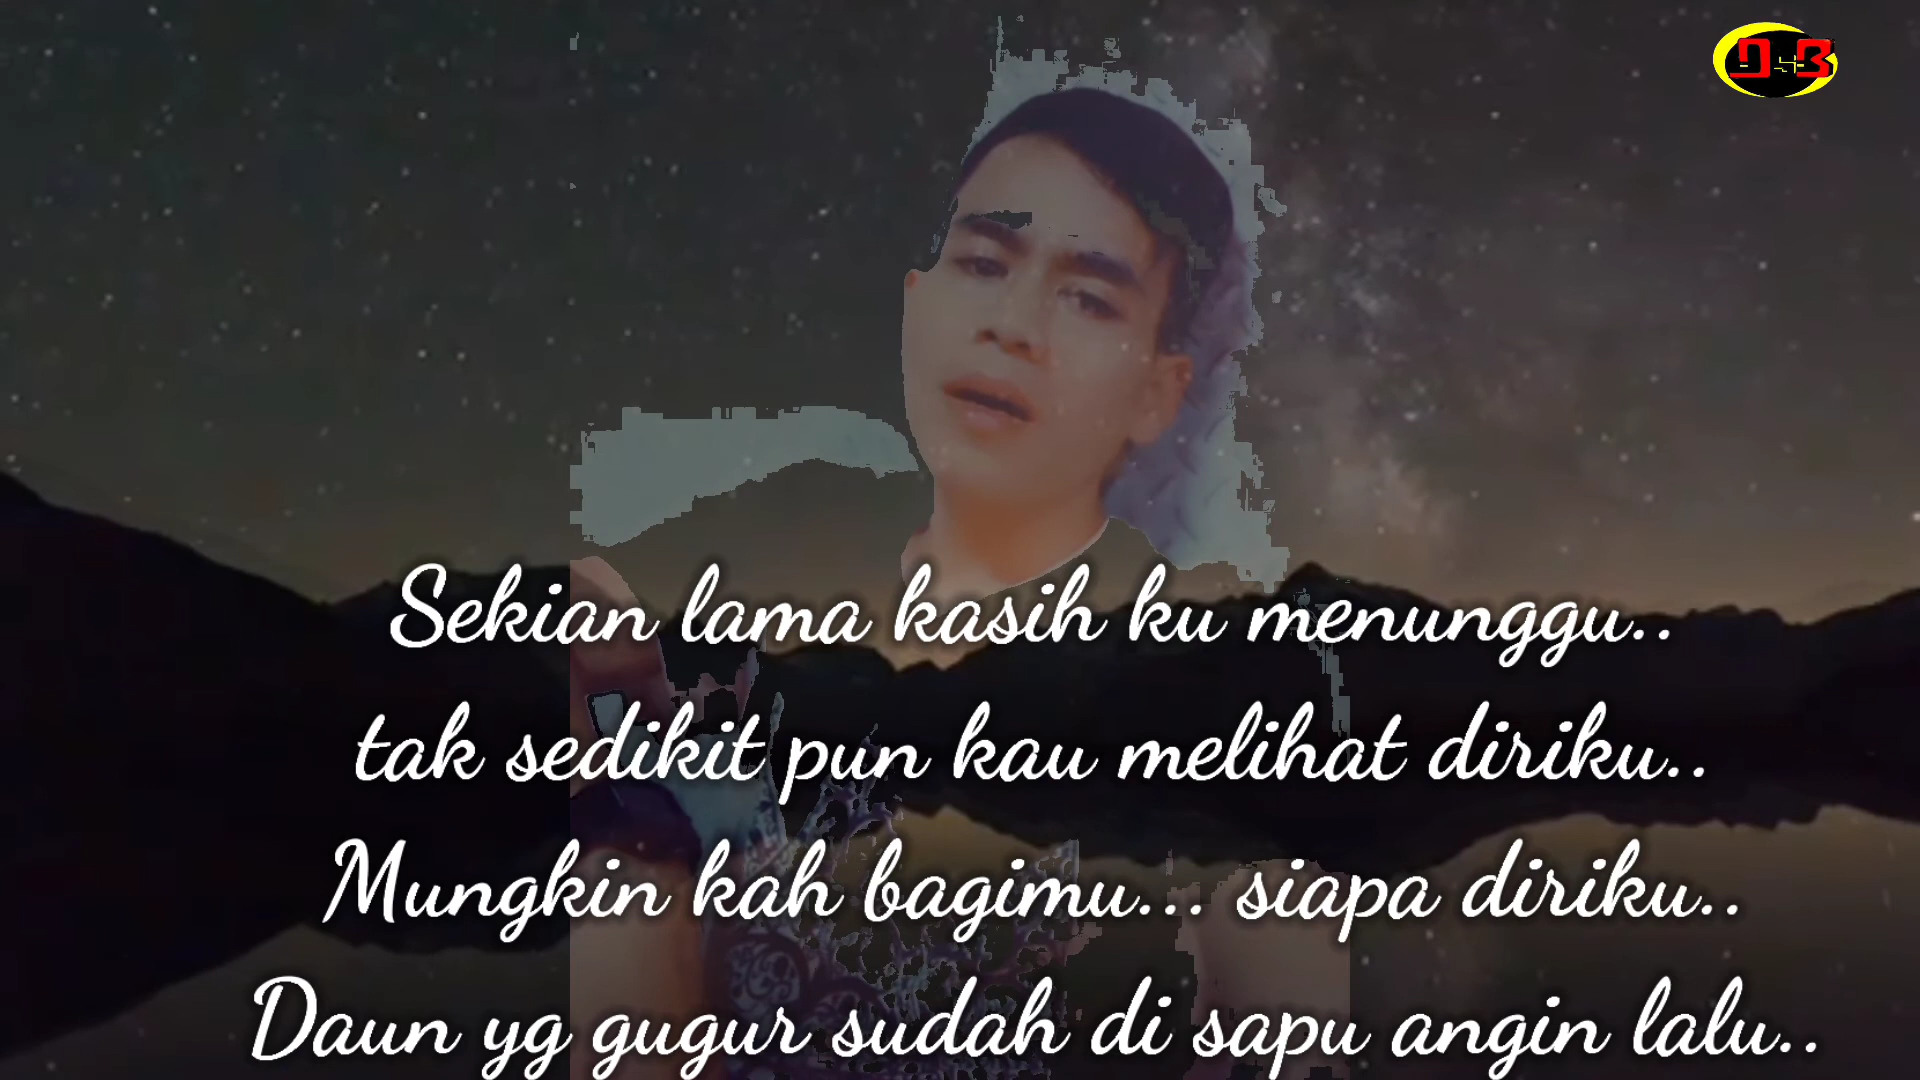 DsB
Sekian lama kasih ku menunggu..
tak sedikit pun kau melihat diriku..
Mungkin kah bagimu... siapa diriku..
Daun yg gugur sudah di sapu angin lalu..